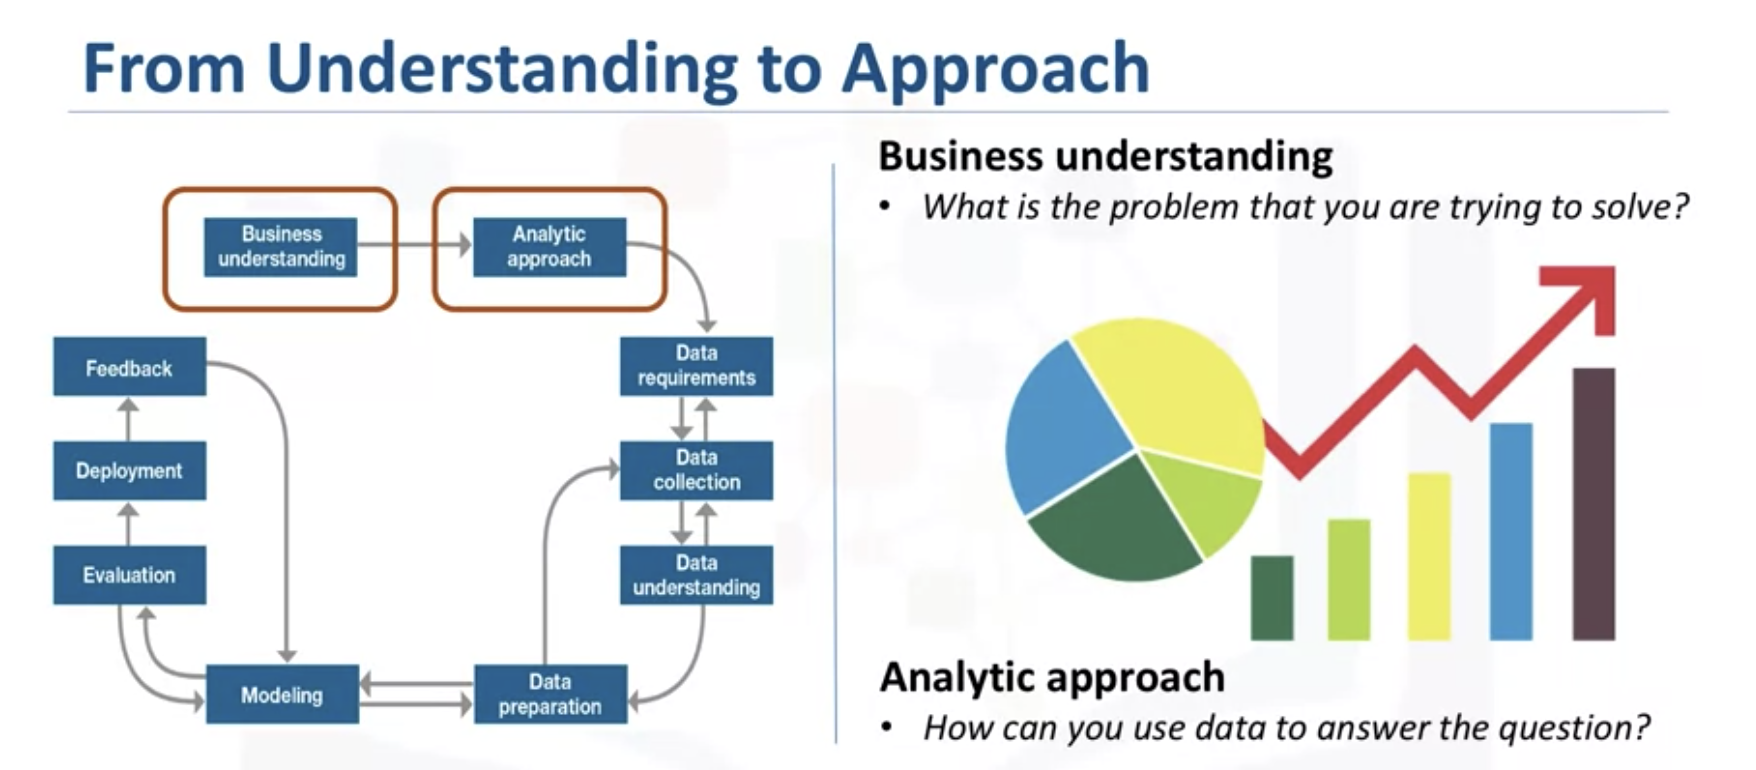 From Understanding to Approach
Business
understanding
Analytic
approach
Feedback
Data
requirements
Deployment
Data
collection
Evaluation
Data
understanding
Modeling
Data
preparation
Business understanding
• What is the problem that you are trying to solve?
Analytic approach
• How can you use data to answer the question?